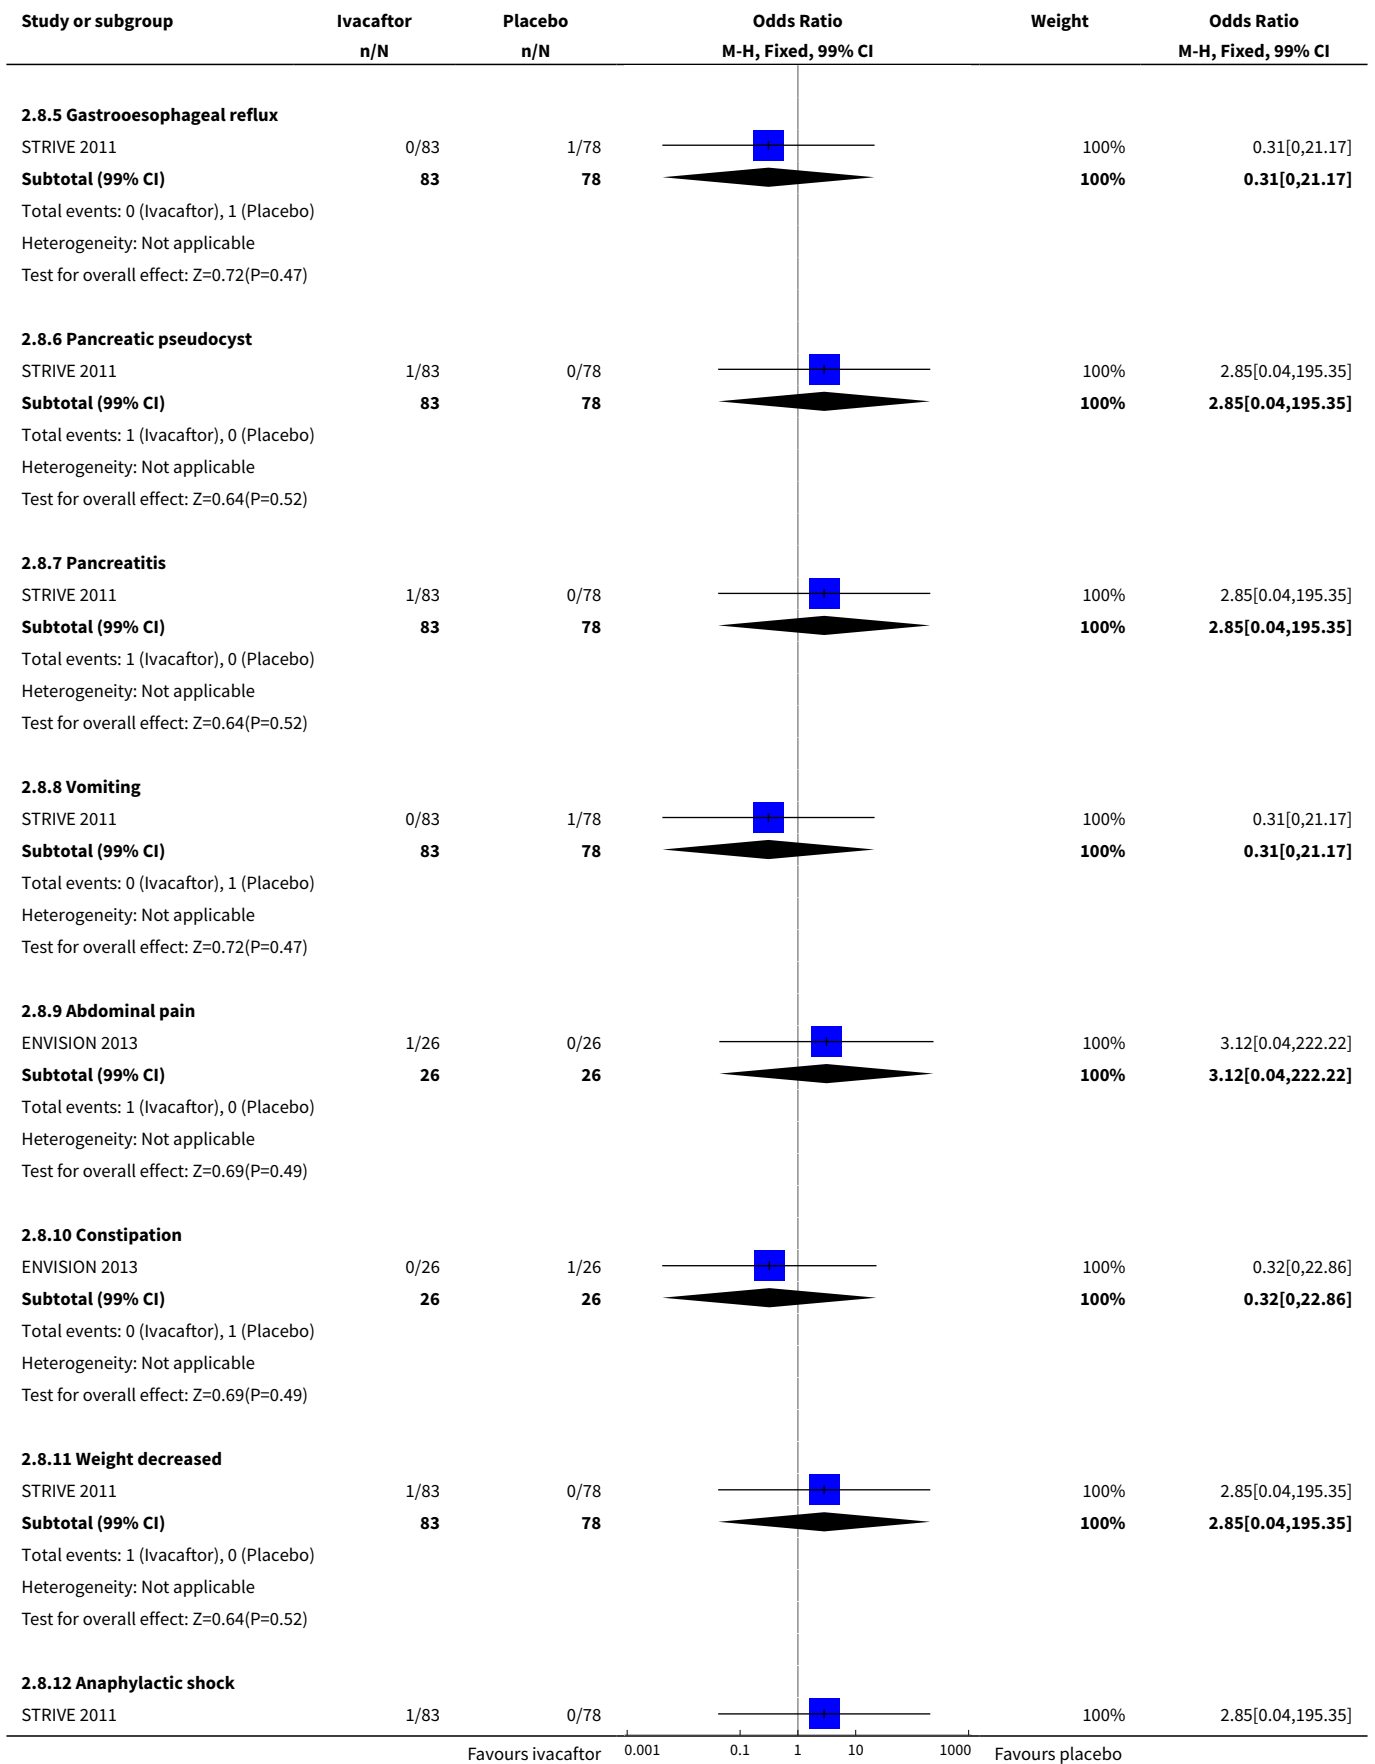 Study or subgroup Ivacaftor Placebo Odds Ratio Weight Odds Ratio
n/N n/N M-H, Fixed, 99% CI M-H, Fixed, 99% CI
2.8.5 Gastrooesophageal reflux
STRIVE 2011 0/83 1/78 100% 0.31[0,21.17]
Subtotal (99% CI) 83 78 100% 0.31[0,21.17]
Total events: 0 (Ivacaftor), 1 (Placebo)
Heterogeneity: Not applicable
Test for overall effect: Z=0.72(P=0.47)
2.8.6 Pancreatic pseudocyst
STRIVE 2011 1/83 0/78 100% 2.85[0.04,195.35]
Subtotal (99% CI) 83 78 100% 2.85[0.04,195.35]
Total events: 1 (Ivacaftor), 0 (Placebo)
Heterogeneity: Not applicable
Test for overall effect: Z=0.64(P=0.52)
2.8.7 Pancreatitis
STRIVE 2011 1/83 0/78 100% 2.85[0.04,195.35]
Subtotal (99% CI) 83 78 100% 2.85[0.04,195.35]
Total events: 1 (Ivacaftor), 0 (Placebo)
Heterogeneity: Not applicable
Test for overall effect: Z=0.64(P=0.52)
2.8.8 Vomiting
STRIVE 2011 0/83 1/78 100% 0.31[0,21.17]
Subtotal (99% CI) 83 78 100% 0.31[0,21.17]
Total events: 0 (Ivacaftor), 1 (Placebo)
Heterogeneity: Not applicable
Test for overall effect: Z=0.72(P=0.47)
2.8.9 Abdominal pain
ENVISION 2013 1/26 0/26 100% 3.12[0.04,222.22]
Subtotal (99% CI) 26 26 100% 3.12[0.04,222.22]
Total events: 1 (Ivacaftor), 0 (Placebo)
Heterogeneity: Not applicable
Test for overall effect: Z=0.69(P=0.49)
2.8.10 Constipation
ENVISION 2013 0/26 1/26 100% 0.32[0,22.86]
Subtotal (99% CI) 26 26 100% 0.32[0,22.86]
Total events: 0 (Ivacaftor), 1 (Placebo)
Heterogeneity: Not applicable
Test for overall effect: Z=0.69(P=0.49)
2.8.11 Weight decreased
STRIVE 2011 1/83 0/78 100% 2.85[0.04,195.35]
Subtotal (99% CI) 83 78 100% 2.85[0.04,195.35]
Total events: 1 (Ivacaftor), 0 (Placebo)
Heterogeneity: Not applicable
Test for overall effect: Z=0.64(P=0.52)
2.8.12 Anaphylactic shock
STRIVE 2011 1/83 0/78 100% 2.85[0.04,195.35]
Favours ivacaftor 0.001 0.1 1 10 1000 Favours placebo